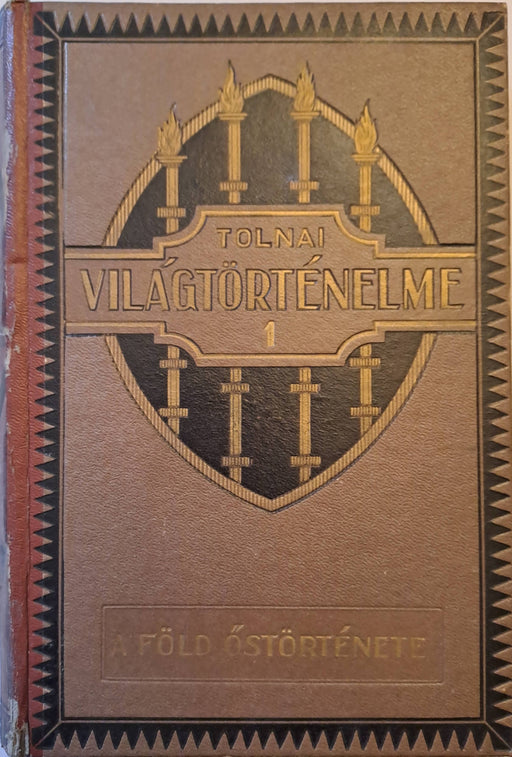 TOLNAI
VILÁGTÖRTÉNELME
1
A FÖLD ŐSTÖRTÉNETE